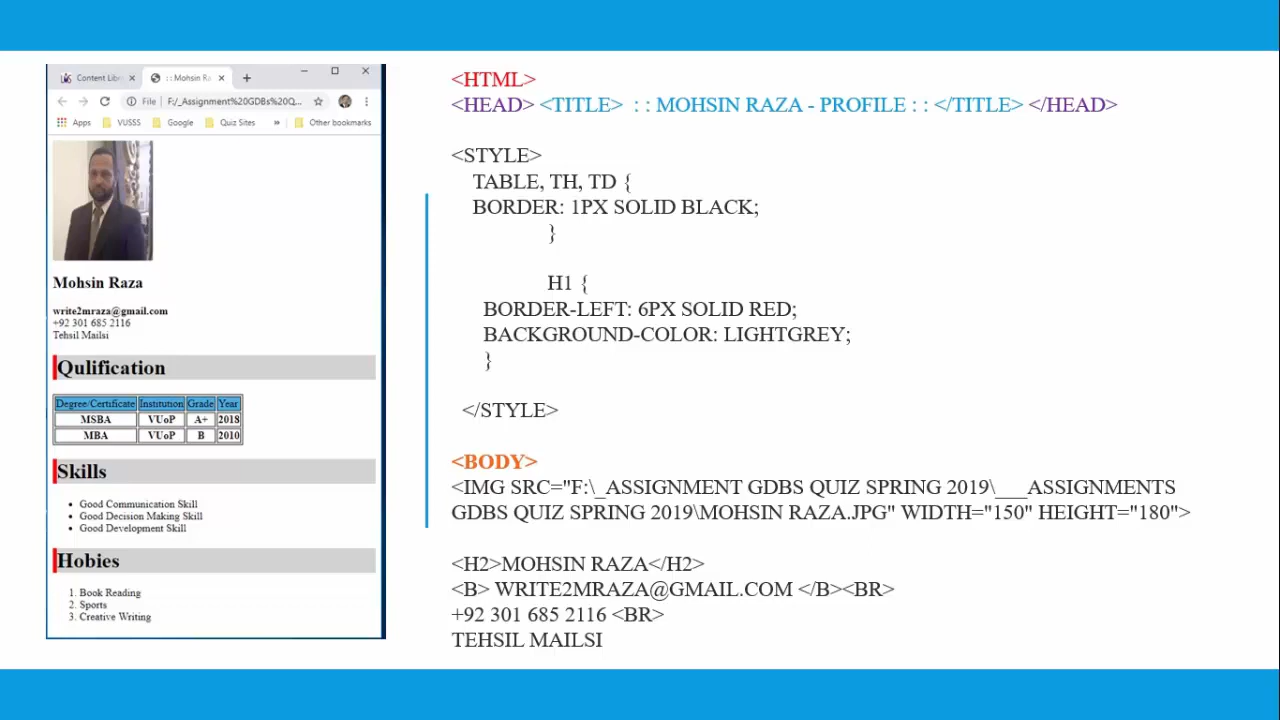 Content Libr
: : Mohsin Ra
File
F:/_Assignment%20GDBs%20Q...
Apps
VUSSS
Google
Quiz Sites
»
Other bookmarks
Mohsin Raza
write2mraza@gmail.com
+92 301 685 2116
Tehsil Mailsi
Qulification
Degree/Certificate Institution Grade Year
MSBA VUoP A+ 2018
MBA VUoP B 2010
Skills
• Good Communication Skill
• Good Decision Making Skill
• Good Development Skill
Hobies
1. Book Reading
2. Sports
3. Creative Writing
<HTML>
<HEAD> <TITLE> : : MOHSIN RAZA - PROFILE : : </TITLE> </HEAD>
<STYLE>
TABLE, TH, TD {
BORDER: 1PX SOLID BLACK;
}
H1 {
BORDER-LEFT: 6PX SOLID RED;
BACKGROUND-COLOR: LIGHTGREY;
}
</STYLE>
<BODY>
<IMG SRC="F:\_ASSIGNMENT GDBS QUIZ SPRING 2019\___ASSIGNMENTS
GDBS QUIZ SPRING 2019\MOHSIN RAZA.JPG" WIDTH="150" HEIGHT="180">
<H2>MOHSIN RAZA</H2>
<B> WRITE2MRAZA@GMAIL.COM </B><BR>
+92 301 685 2116 <BR>
TEHSIL MAILSI